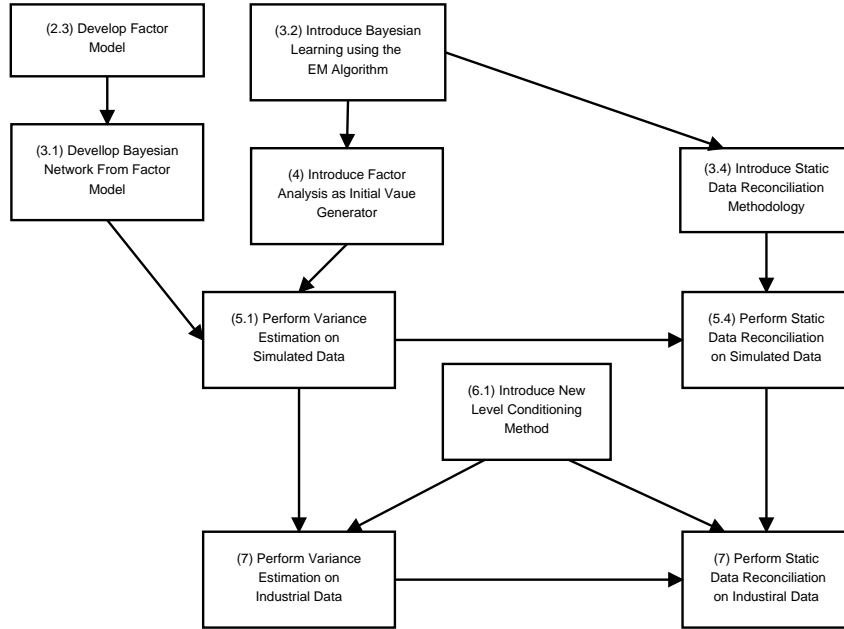 (2.3) Develop Factor
Model
(3.2) Introduce Bayesian
Learning using the
EM Algorithm
(3.1) Devellop Bayesian
Network From Factor
Model
(4) Introduce Factor
Analysis as Initial Vaue
Generator
(3.4) Introduce Static
Data Reconciliation
Methodology
(5.1) Perform Variance
Estimation on
Simulated Data
(5.4) Perform Static
Data Reconciliation
on Simulated Data
(6.1) Introduce New
Level Conditioning
Method
(7) Perform Variance
Estimation on
Industrial Data
(7) Perform Static
Data Reconciliation
on Industiral Data